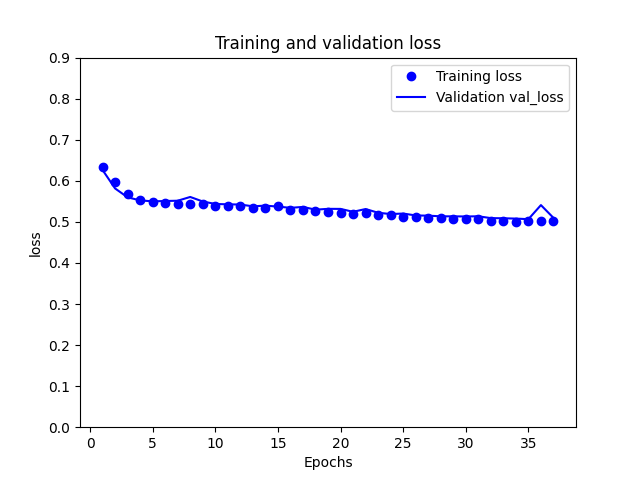 Training and validation loss
Training loss
Validation val_loss
0.9
0.8
0.7
0.6
0.5
0.4
0.3
0.2
0.1
0.0
loss
0 5 10 15 20 25 30 35
Epochs